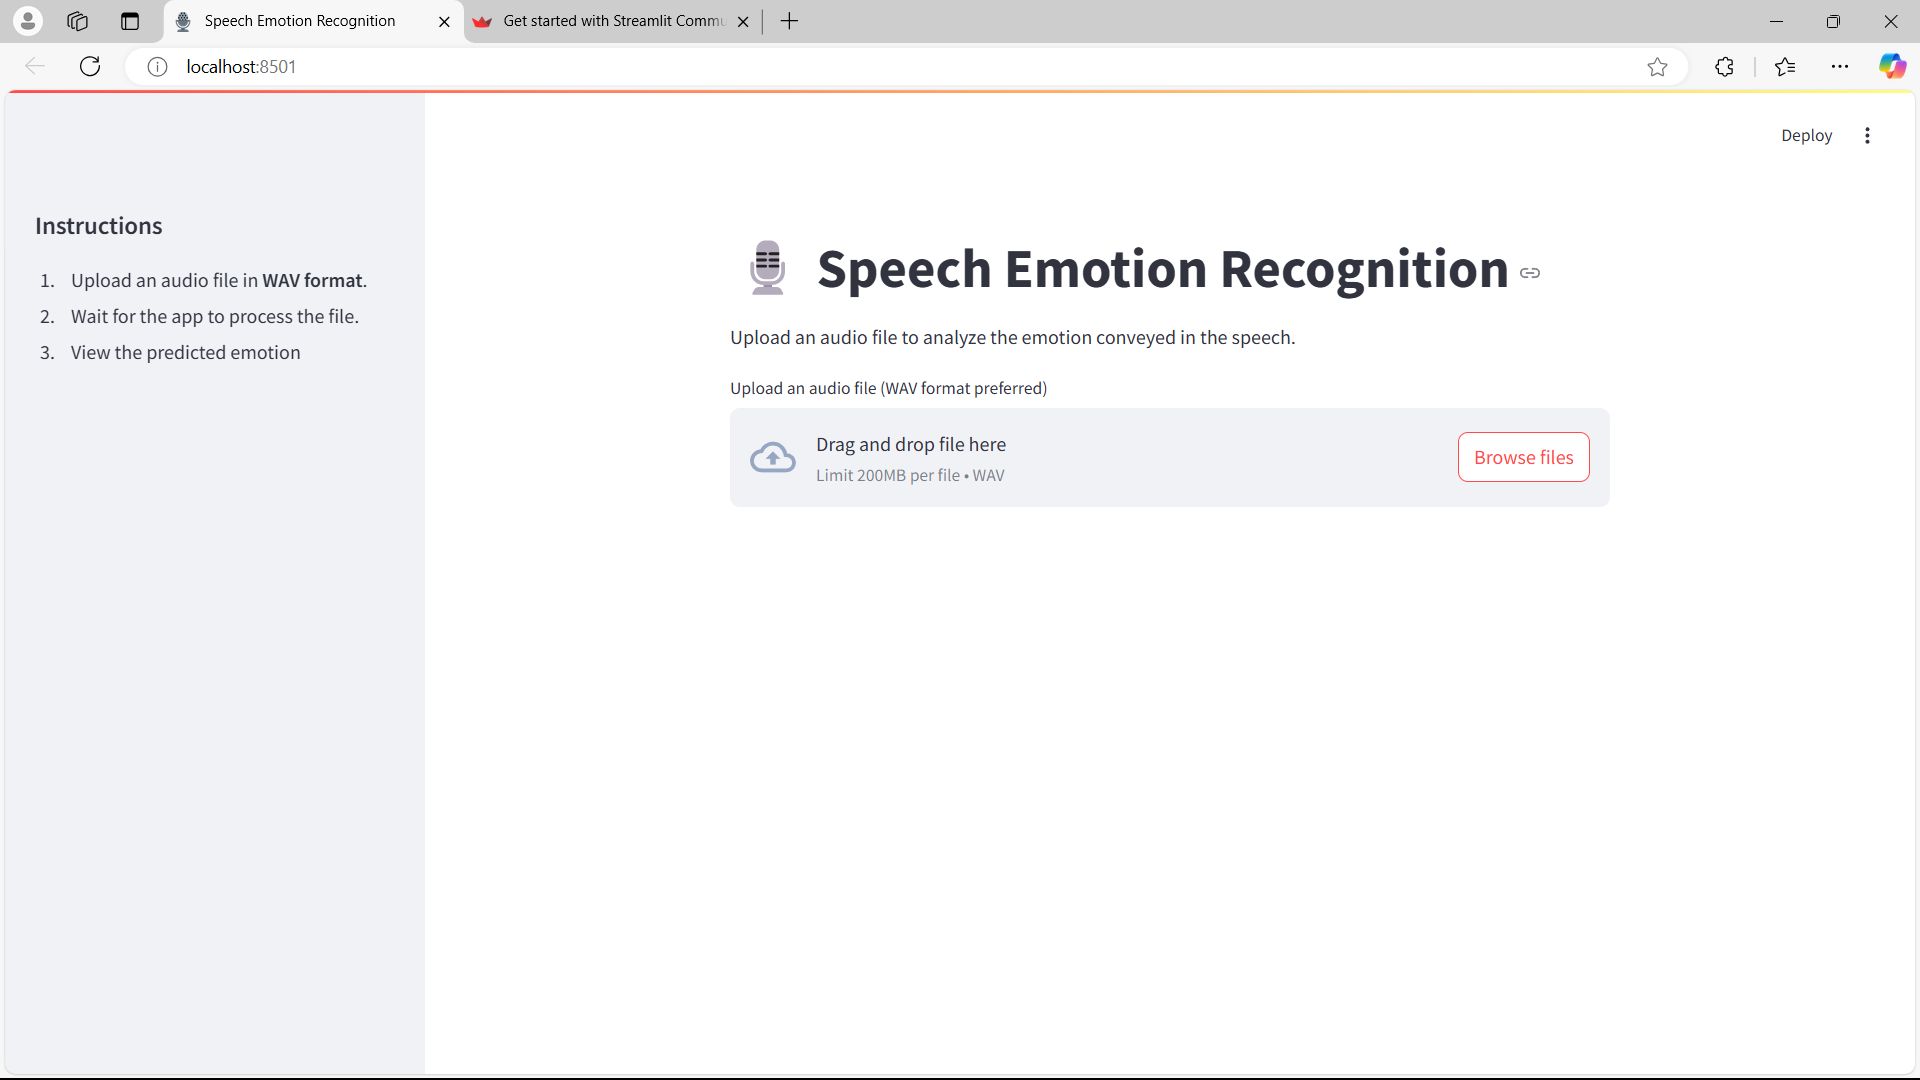 Speech Emotion Recognition
Get started with Streamlit Commu
localhost:8501
Deploy
Instructions
1. Upload an audio file in WAV format.
2. Wait for the app to process the file.
3. View the predicted emotion
Speech Emotion Recognition
Upload an audio file to analyze the emotion conveyed in the speech.
Upload an audio file (WAV format preferred)
Drag and drop file here
Limit 200MB per file • WAV
Browse files